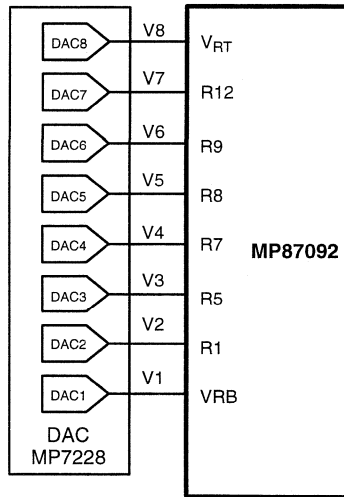 DAC8 V8 V_RT
DAC7 V7 R12
DAC6 V6 R9
DAC5 V5 R8
DAC4 V4 R7
MP87092
DAC3 V3 R5
DAC2 V2 R1
DAC1 V1 VRB
DAC
MP7228